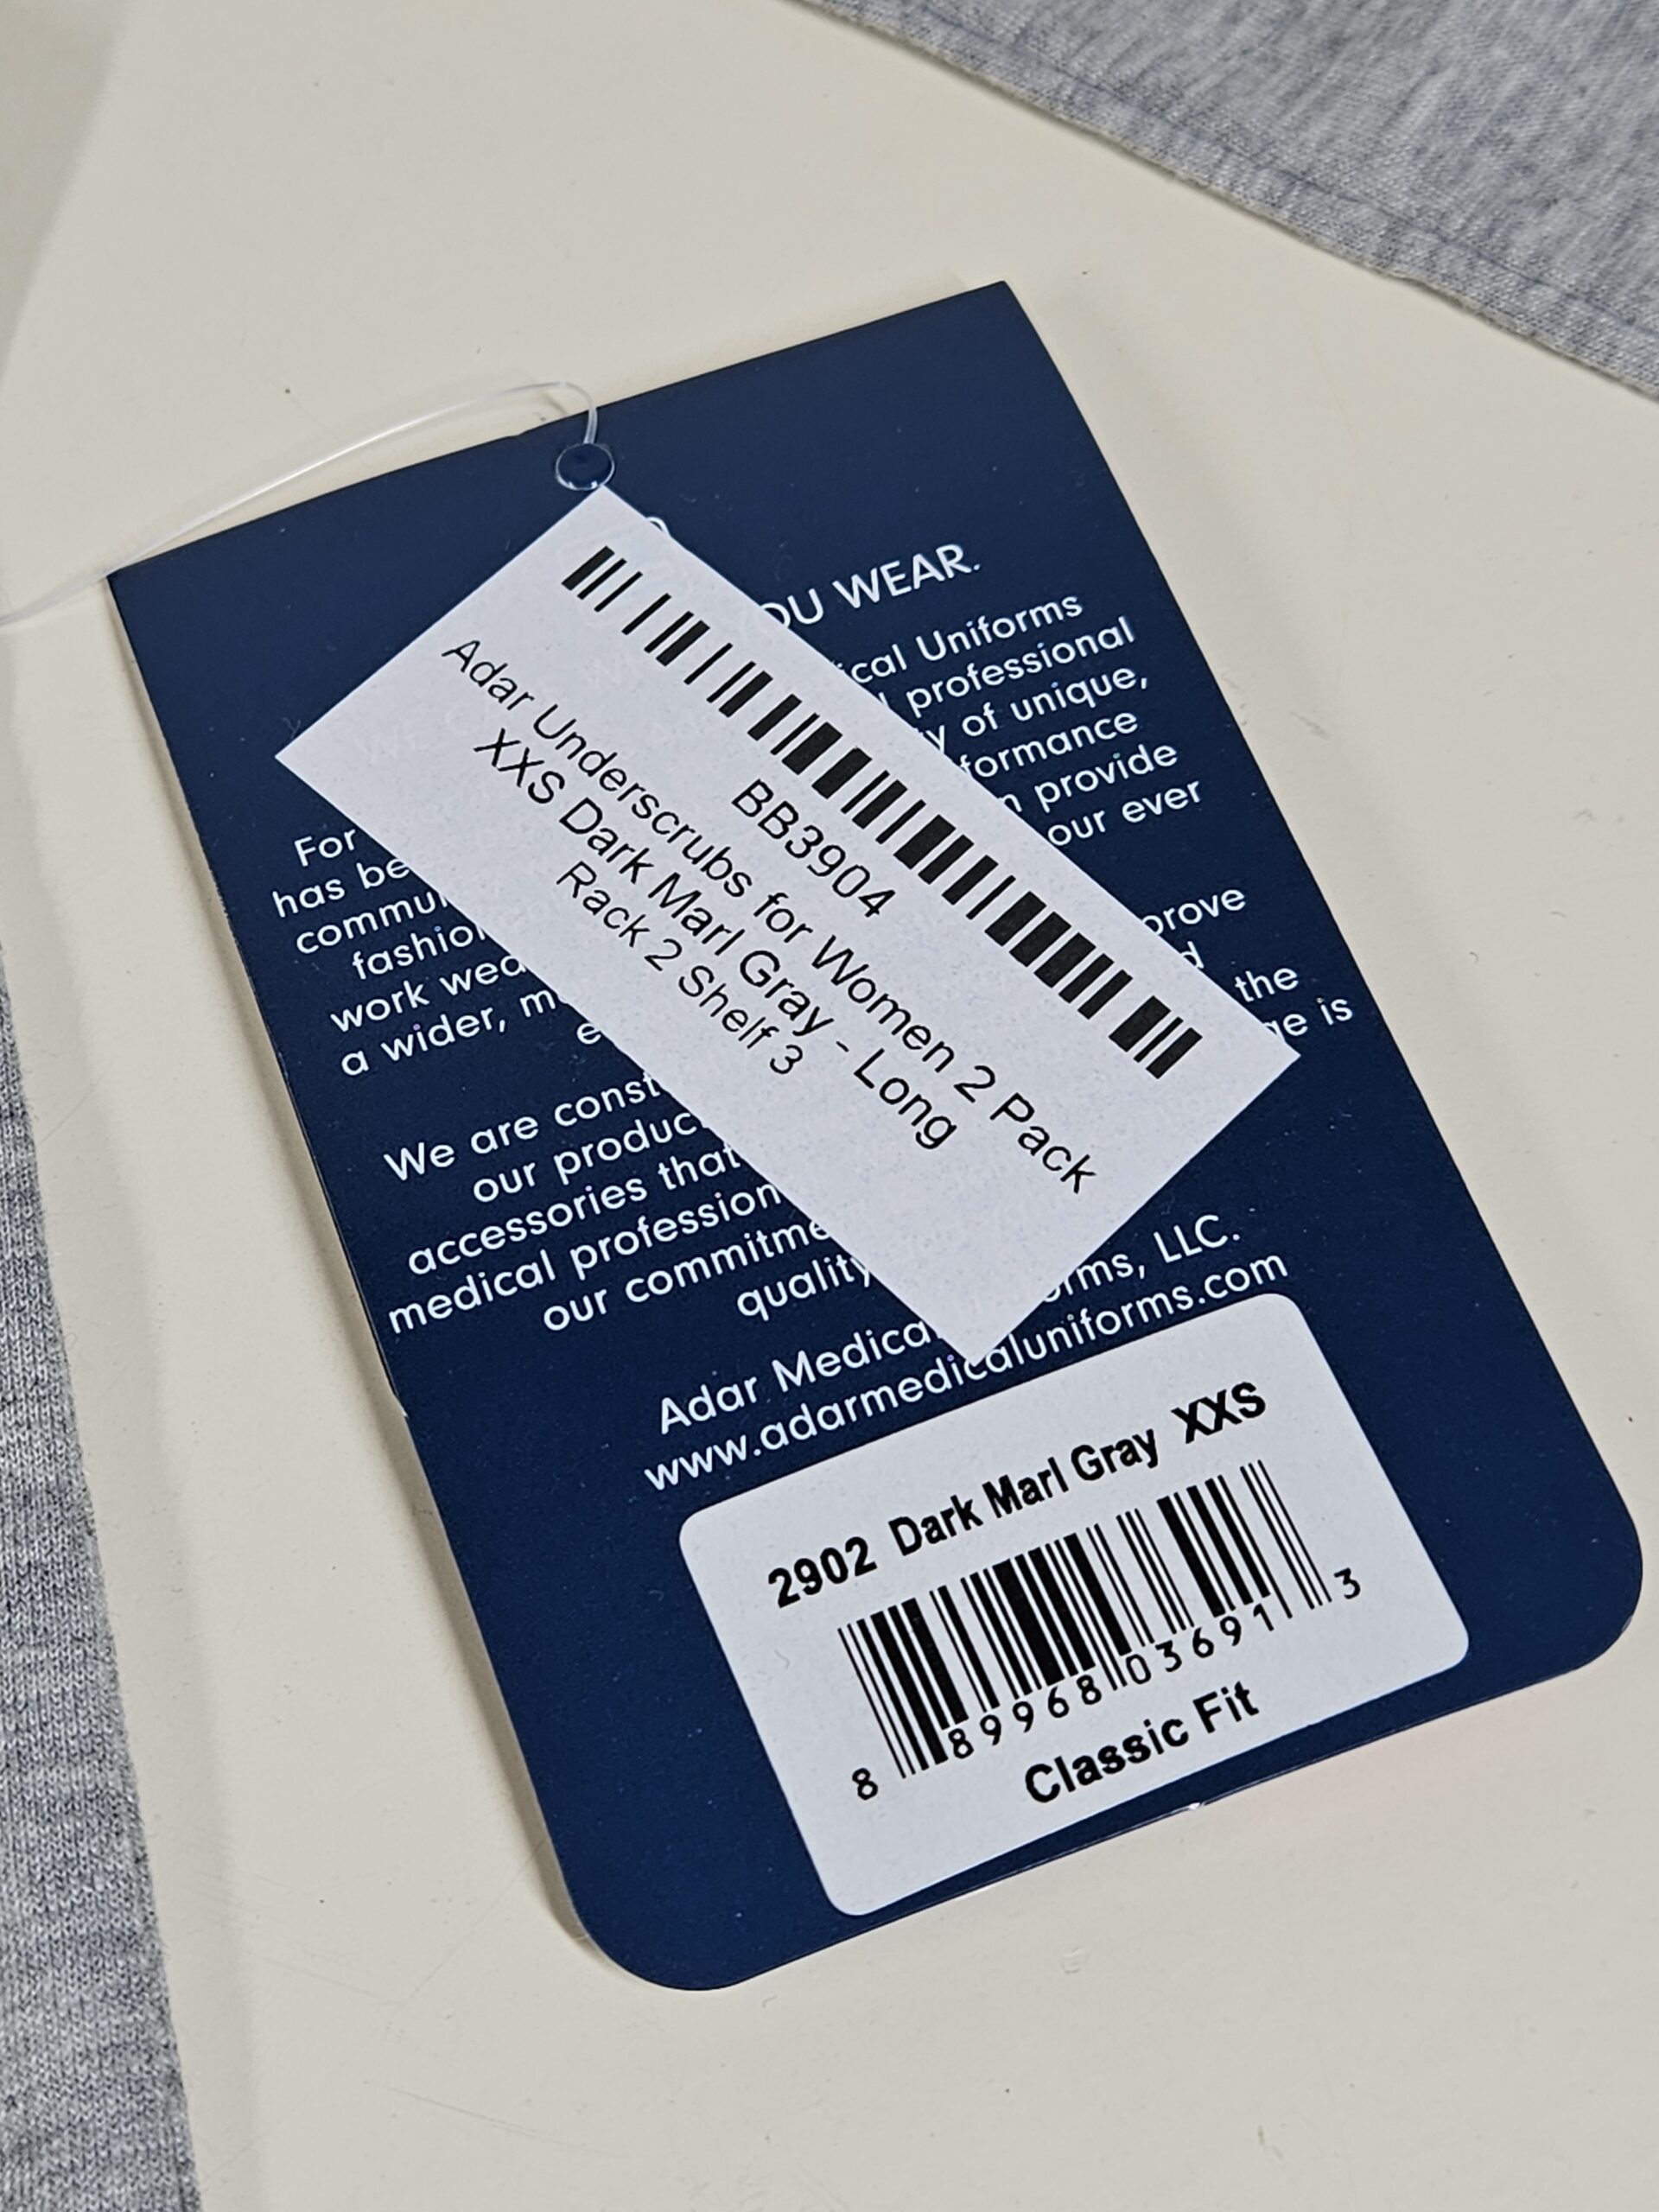 OU WEAR.
ical Uniforms
professional
of unique,
formance
provide
our ever
For
has be
commu
fashio
work wea
a wider, m
e
prove
the
is
We are const
our produc
accessories that
medical profession
our commitme
quality
Adar Medica rms, LLC.
www.adarmedicaluniforms.com
BB3904
Adar Underscrubs for Women 2 Pack
XXS Dark Marl Gray - Long
Rack 2 Shelf 3
2902 Dark Marl Gray XXS
8 89968 03691 3
Classic Fit